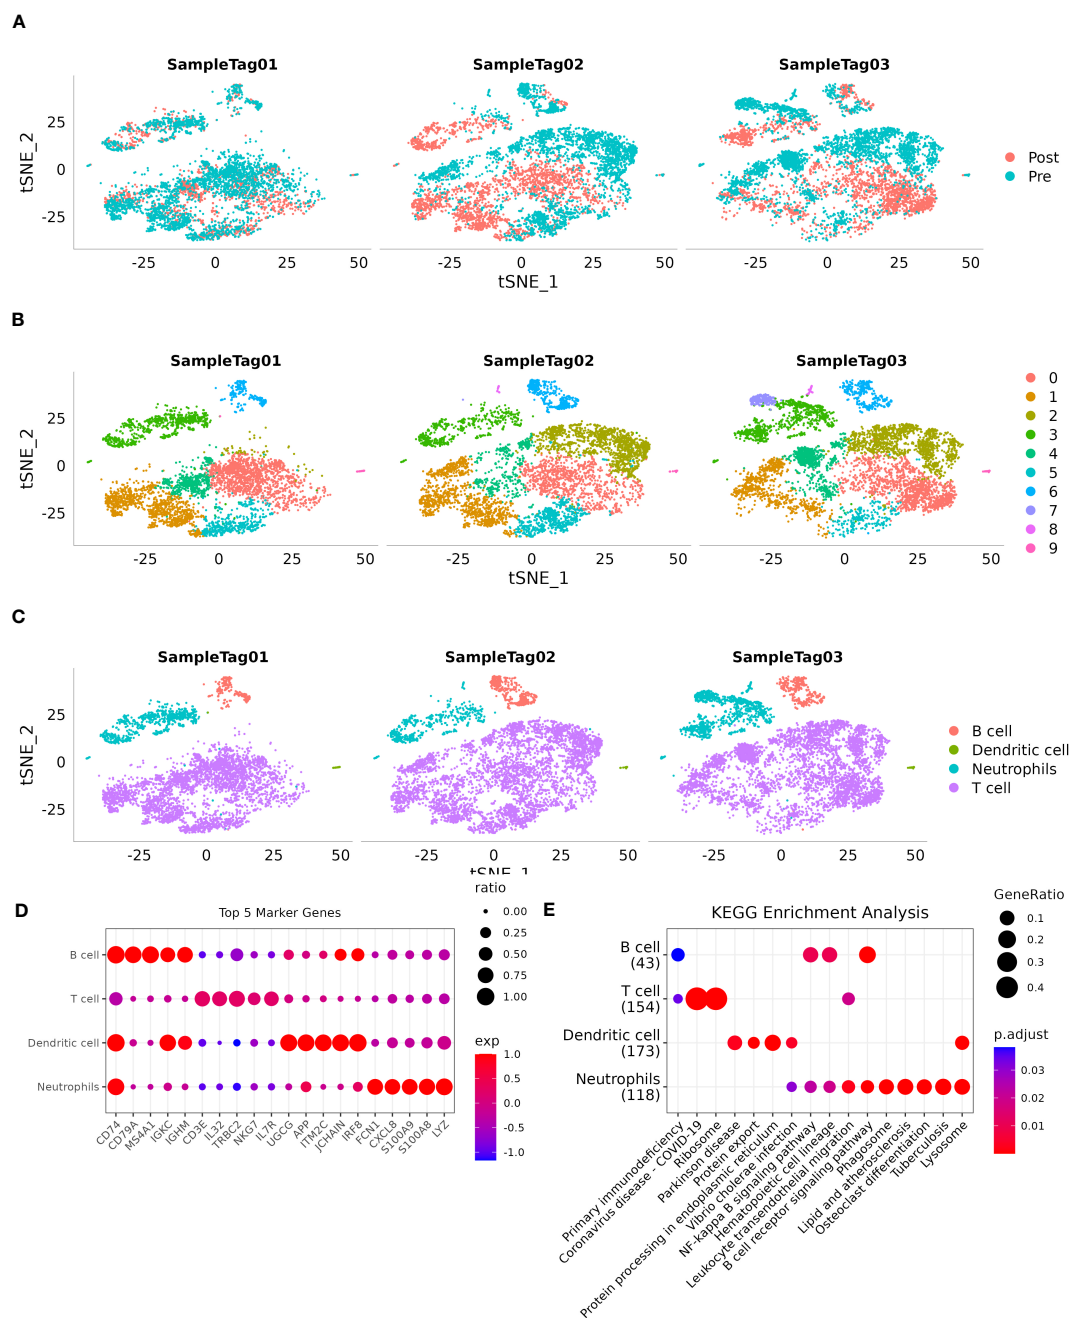 A
SampleTag01
SampleTag02
SampleTag03
tSNE_2
25
0
-25
-25
0
25
50
-25
0
25
50
-25
0
25
50
tSNE_1
Post
Pre
B
SampleTag01
SampleTag02
SampleTag03
tSNE_2
25
0
-25
-25
0
25
50
-25
0
25
50
-25
0
25
50
tSNE_1
0
1
2
3
4
5
6
7
8
9
C
SampleTag01
SampleTag02
SampleTag03
tSNE_2
25
0
-25
-25
0
25
50
-25
0
25
50
-25
0
25
50
tSNE_1
B cell
Dendritic cell
Neutrophils
T cell
D
Top 5 Marker Genes
B cell
T cell
Dendritic cell
Neutrophils
CD74
CD79A
MS4A1
IGKC
IGHM
CD3E
IL32
TRBC2
NKG7
IL7R
UGCG
APP
ITM2C
JCHAIN
IRF8
FCN1
CXCL8
S100A9
S100A8
LYZ
ratio
0.00
0.25
0.50
0.75
1.00
exp
1.0
0.5
0.0
-0.5
-1.0
E
KEGG Enrichment Analysis
B cell
(43)
T cell
(154)
Dendritic cell
(173)
Neutrophils
(118)
Primary immunodeficiency
Coronavirus disease - COVID-19
Ribosome
Parkinson disease
Protein export
Protein processing in endoplasmic reticulum
Vibrio cholerae infection
NF-kappa B signaling pathway
Hematopoietic cell lineage
Leukocyte transendothelial migration
B cell receptor signaling pathway
Phagosome
Lipid and atherosclerosis
Osteoclast differentiation
Tuberculosis
Lysosome
GeneRatio
0.1
0.2
0.3
0.4
p.adjust
0.03
0.02
0.01